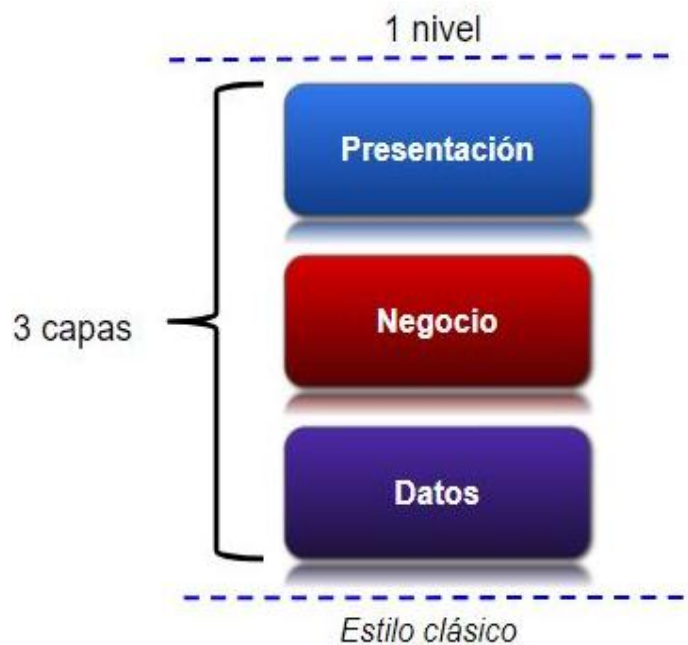 1 nivel
Presentación
3 capas
Negocio
Datos
Estilo clásico